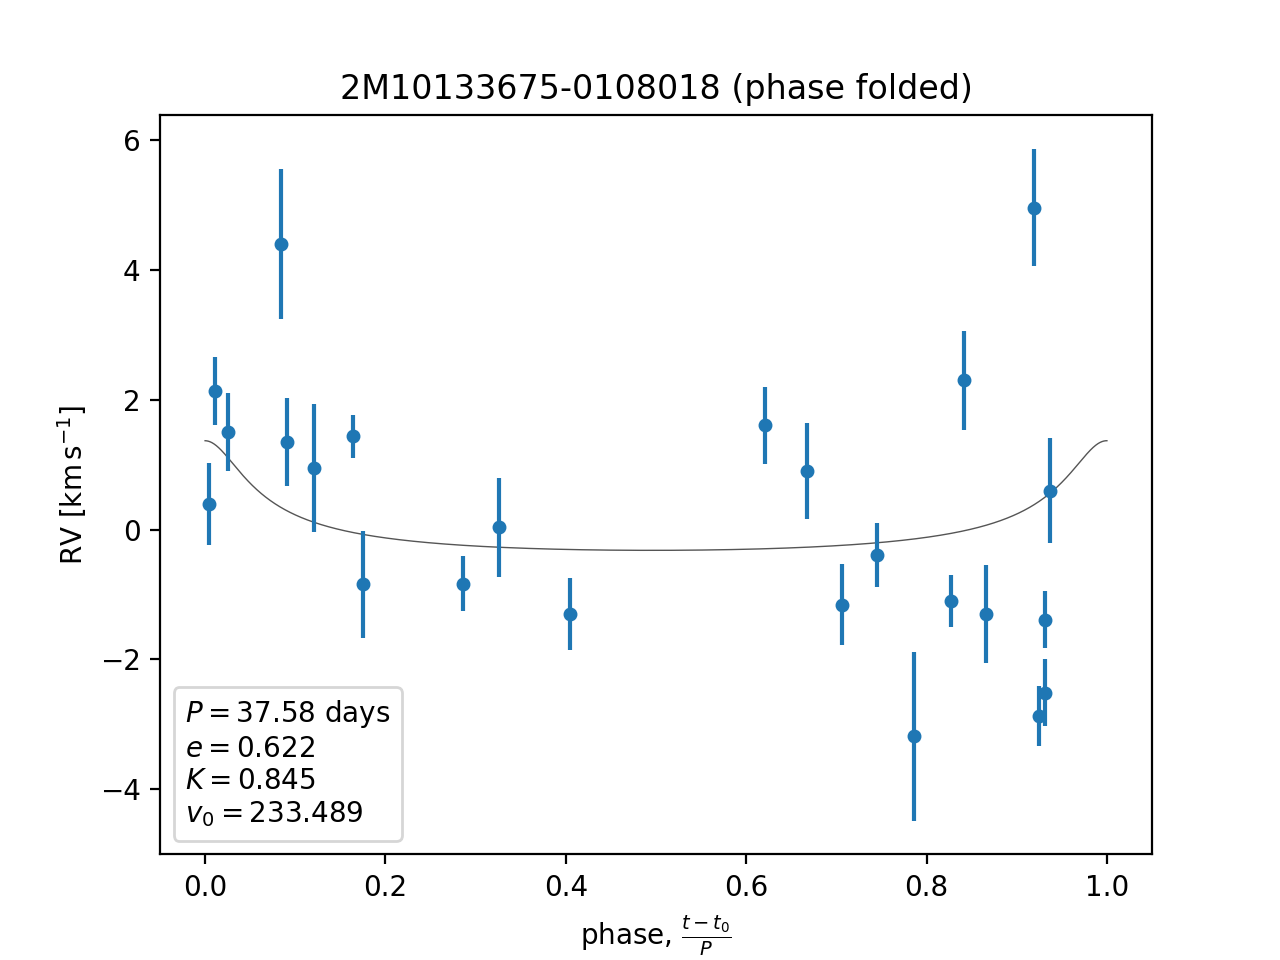 2M10133675-0108018 (phase folded)
RV [km s⁻¹]
6
4
2
0
−2
−4
P = 37.58 days
e = 0.622
K = 0.845
v₀ = 233.489
0.0 0.2 0.4 0.6 0.8 1.0
phase, (t − t₀)/P